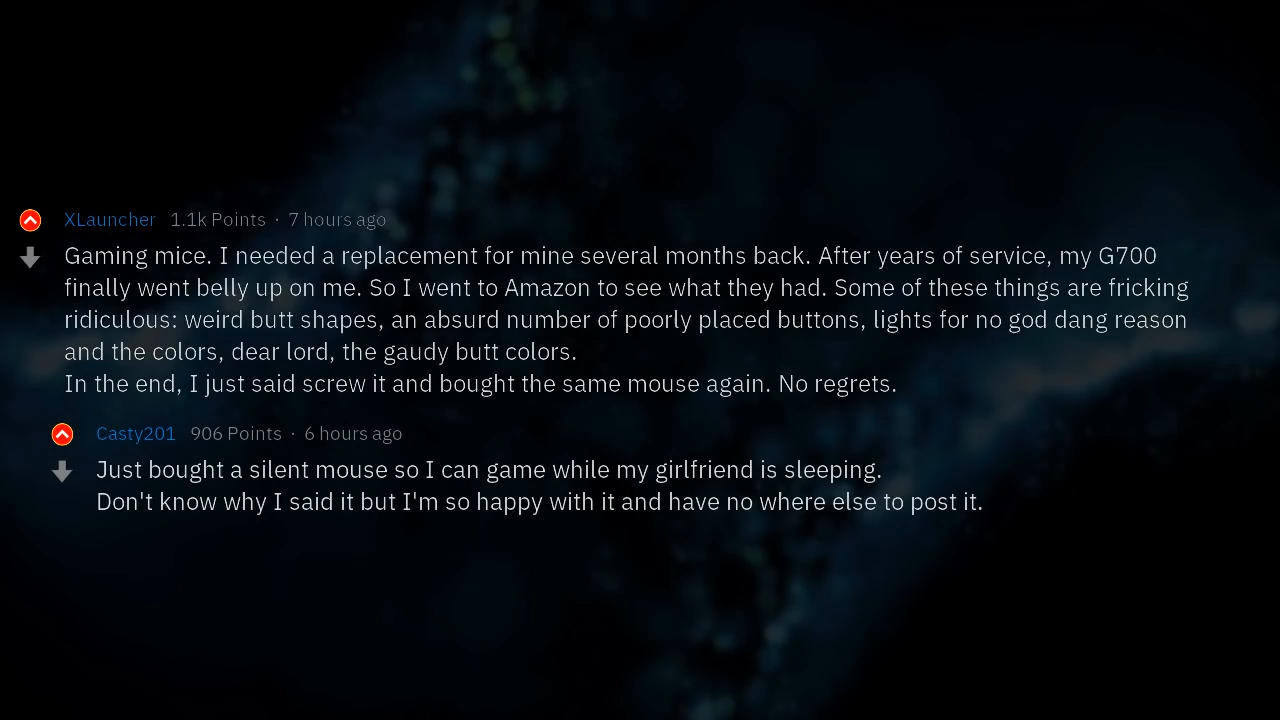 XLauncher 1.1k Points · 7 hours ago
Gaming mice. I needed a replacement for mine several months back. After years of service, my G700
finally went belly up on me. So I went to Amazon to see what they had. Some of these things are fricking
ridiculous: weird butt shapes, an absurd number of poorly placed buttons, lights for no god dang reason
and the colors, dear lord, the gaudy butt colors.
In the end, I just said screw it and bought the same mouse again. No regrets.
Casty201 906 Points · 6 hours ago
Just bought a silent mouse so I can game while my girlfriend is sleeping.
Don't know why I said it but I'm so happy with it and have no where else to post it.